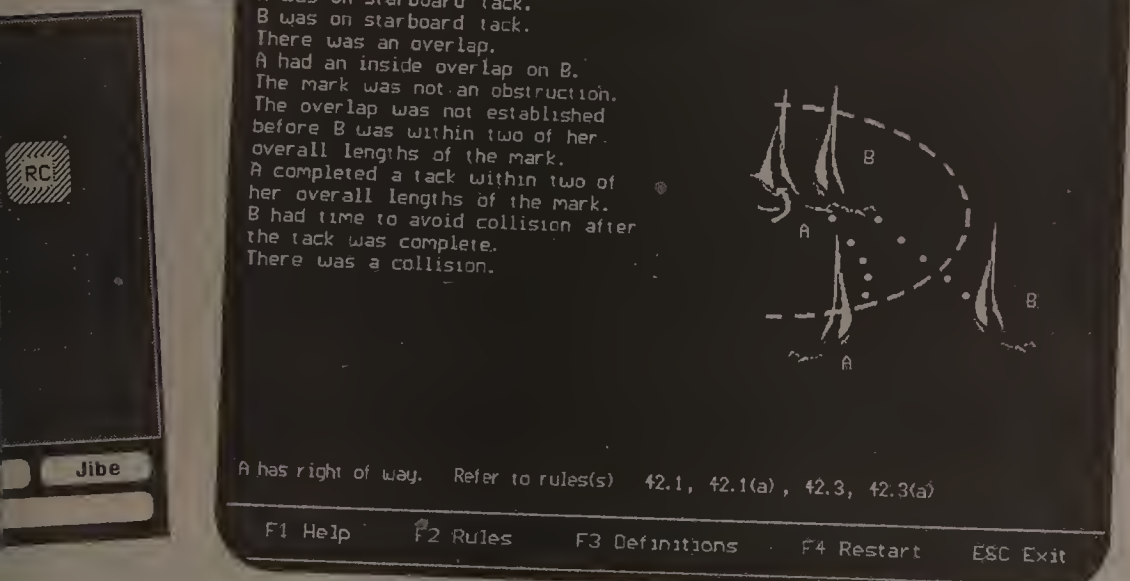 was on starboard tack.
B was on starboard tack.
There was an overlap.
A had an inside overlap on B.
The mark was not an obstruction.
The overlap was not established
before B was within two of her
overall lengths of the mark.
A completed a tack within two of
her overall lengths of the mark.
B had time to avoid collision after
the tack was complete.
There was a collision.
RC
B
A
B
A
Jibe
A has right of way. Refer to rules(s) 42.1, 42.1(a), 42.3, 42.3(a)
F1 Help F2 Rules F3 Definitions F4 Restart ESC Exit